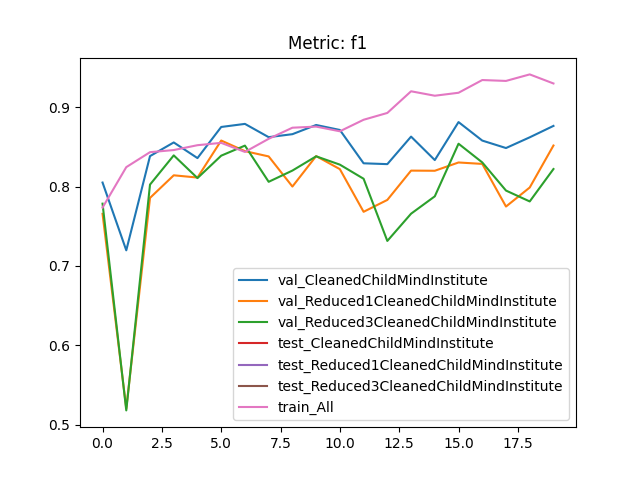 Metric: f1
0.9
0.8
0.7
0.6
0.5
val_CleanedChildMindInstitute
val_Reduced1CleanedChildMindInstitute
val_Reduced3CleanedChildMindInstitute
test_CleanedChildMindInstitute
test_Reduced1CleanedChildMindInstitute
test_Reduced3CleanedChildMindInstitute
train_All
0.0 2.5 5.0 7.5 10.0 12.5 15.0 17.5